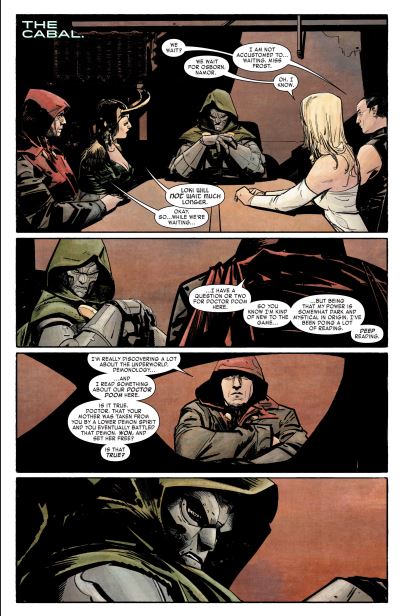 THE
CABAL.
WE
WAIT?
I AM NOT
ACCUSTOMED TO...
WAITING, MISS
FROST.
WE WAIT
FOR OSBORN,
NAMOR.
OH, I
KNOW.
LOKI WILL
NOT WAIT MUCH
LONGER.
OKAY.
SO...WHILE WE'RE
WAITING...
...I HAVE A
QUESTION OR TWO
FOR DOCTOR DOOM
HERE.
SO YOU
KNOW I'M KIND
OF NEW TO THE
GAME...
...BUT BEING
THAT MY POWER IS
SOMEWHAT DARK AND
MYSTICAL IN ORIGIN, I'VE
BEEN DOING A LOT
OF READING.
DEEP
READING.
I'M REALLY DISCOVERING A LOT
ABOUT THE UNDERWORLD,
DEMONOLOGY...
...AND
I READ SOMETHING
ABOUT OUR DOCTOR
DOOM HERE.
IS IT TRUE,
DOCTOR, THAT YOUR
MOTHER WAS TAKEN FROM
YOU BY A LOWER DEMON SPIRIT
AND YOU EVENTUALLY BATTLED
THAT DEMON, WON, AND
SET HER FREE?
IS THAT
TRUE?